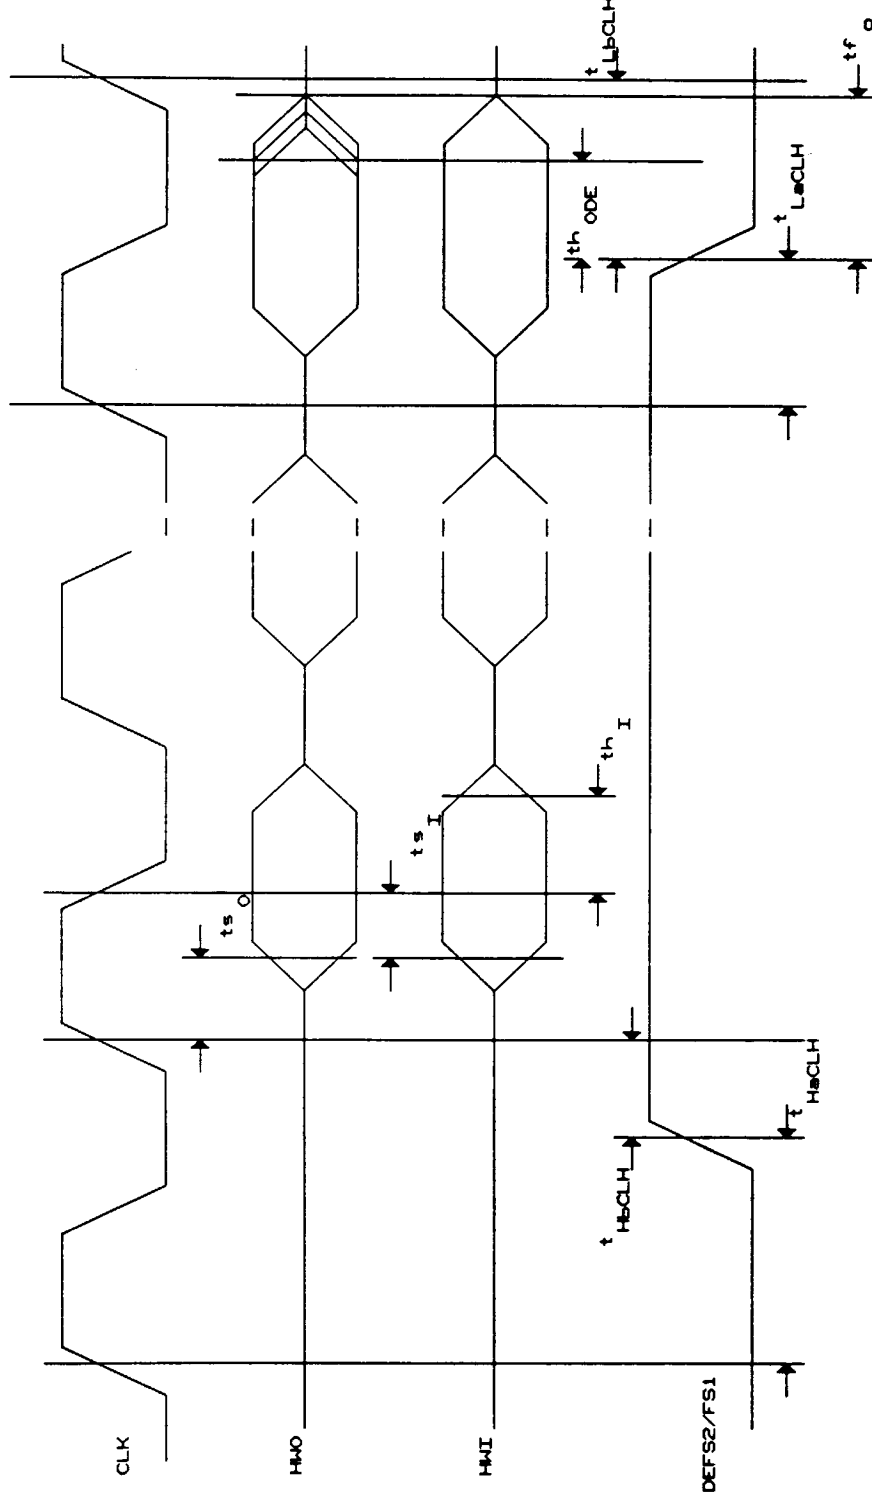 CLK
HWO
HWI
DEFS2/FS1
ts O
ts I
th I
t HbCLH
t HaCLH
th ODE
t LbCLH
t LaCLH
tf O